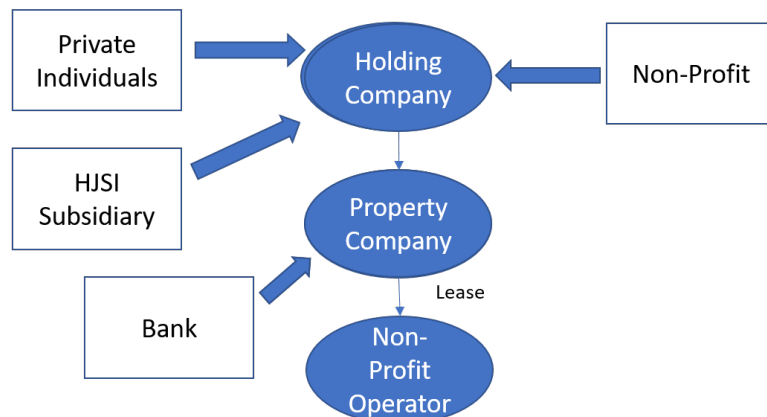 Private
Individuals
Holding
Company
Non-Profit
HJSI
Subsidiary
Property
Company
Bank
Lease
Non-
Profit
Operator